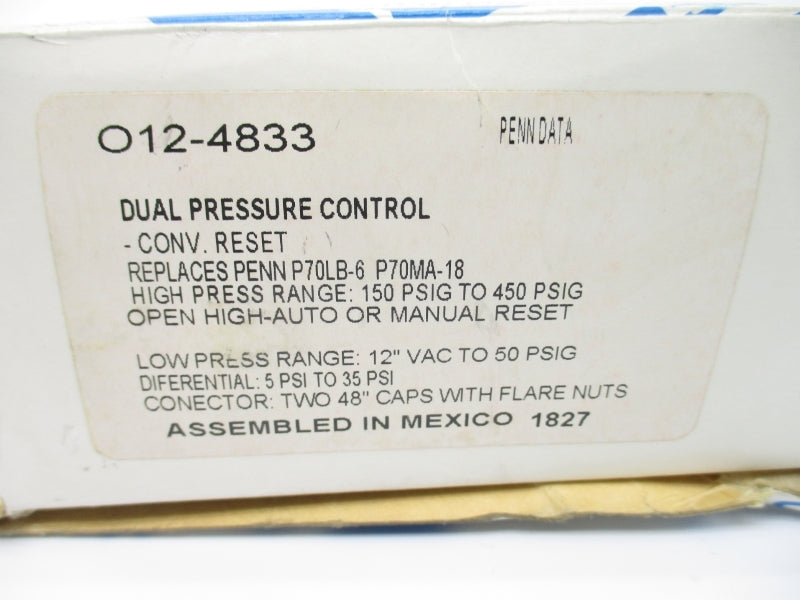 O12-4833
PENN DATA
DUAL PRESSURE CONTROL
- CONV. RESET
REPLACES PENN P70LB-6 P70MA-18
HIGH PRESS RANGE: 150 PSIG TO 450 PSIG
OPEN HIGH-AUTO OR MANUAL RESET
LOW PRESS RANGE: 12" VAC TO 50 PSIG
DIFERENTIAL: 5 PSI TO 35 PSI
CONECTOR: TWO 48" CAPS WITH FLARE NUTS
ASSEMBLED IN MEXICO 1827